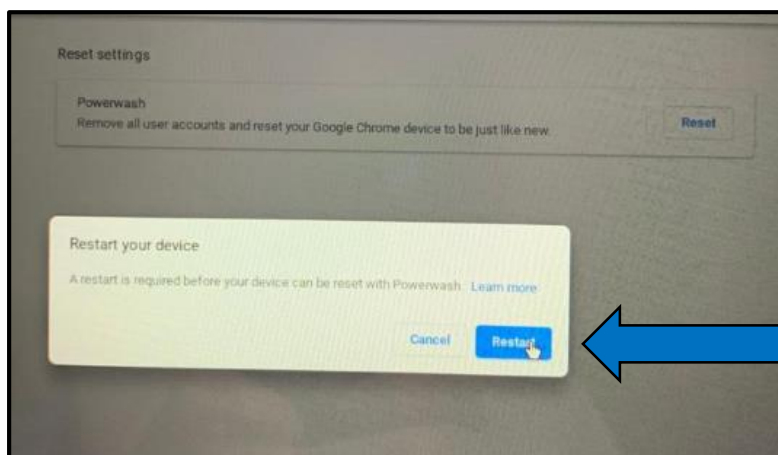 Reset settings
Powerwash
Remove all user accounts and reset your Google Chrome device to be just like new.
Reset
Restart your device
A restart is required before your device can be reset with Powerwash. Learn more
Cancel
Restart